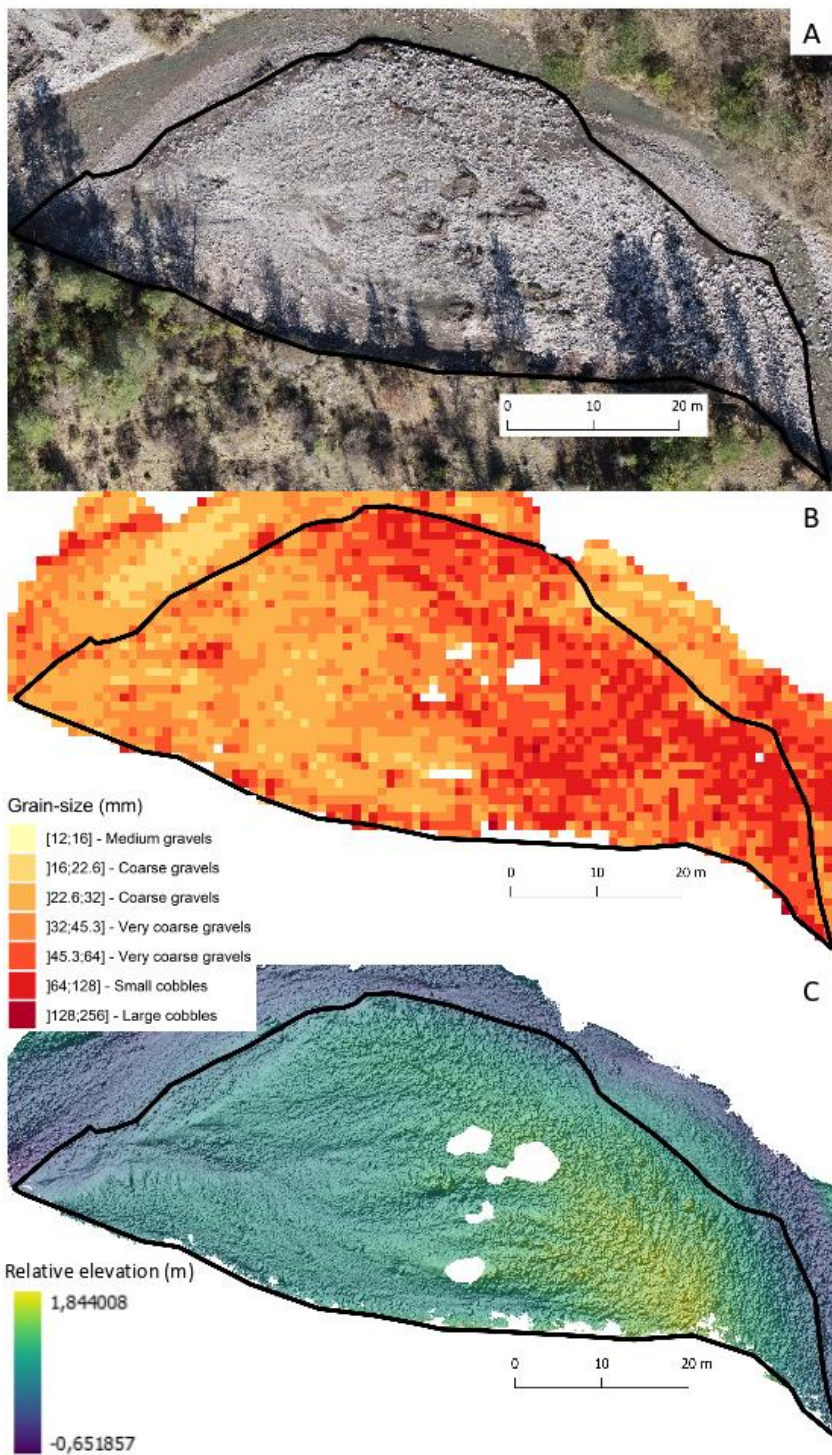 A
0 10 20 m
B
Grain-size (mm)
[12;16] - Medium gravels
]16;22.6] - Coarse gravels
]22.6;32] - Coarse gravels
]32;45.3] - Very coarse gravels
]45.3;64] - Very coarse gravels
]64;128] - Small cobbles
]128;256] - Large cobbles
0 10 20 m
C
Relative elevation (m)
1,844008
-0,651857
0 10 20 m